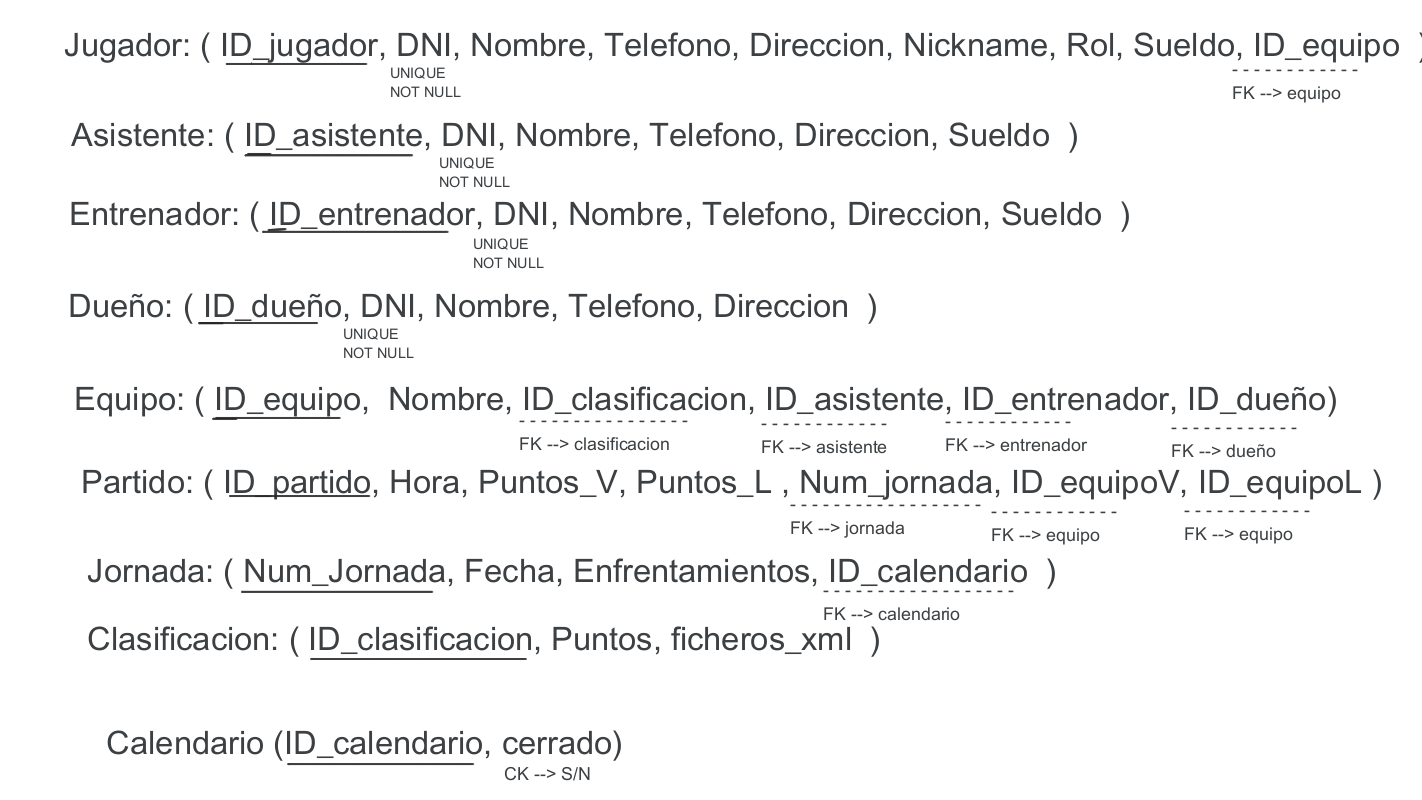 Jugador: ( ID_jugador, DNI, Nombre, Telefono, Direccion, Nickname, Rol, Sueldo, ID_equipo )
UNIQUE
NOT NULL
FK --> equipo
Asistente: ( ID_asistente, DNI, Nombre, Telefono, Direccion, Sueldo )
UNIQUE
NOT NULL
Entrenador: ( ID_entrenador, DNI, Nombre, Telefono, Direccion, Sueldo )
UNIQUE
NOT NULL
Dueño: ( ID_dueño, DNI, Nombre, Telefono, Direccion )
UNIQUE
NOT NULL
Equipo: ( ID_equipo, Nombre, ID_clasificacion, ID_asistente, ID_entrenador, ID_dueño)
FK --> clasificacion FK --> asistente FK --> entrenador FK --> dueño
Partido: ( ID_partido, Hora, Puntos_V, Puntos_L , Num_jornada, ID_equipoV, ID_equipoL )
FK --> jornada FK --> equipo FK --> equipo
Jornada: ( Num_Jornada, Fecha, Enfrentamientos, ID_calendario )
FK --> calendario
Clasificacion: ( ID_clasificacion, Puntos, ficheros_xml )
Calendario (ID_calendario, cerrado)
CK --> S/N